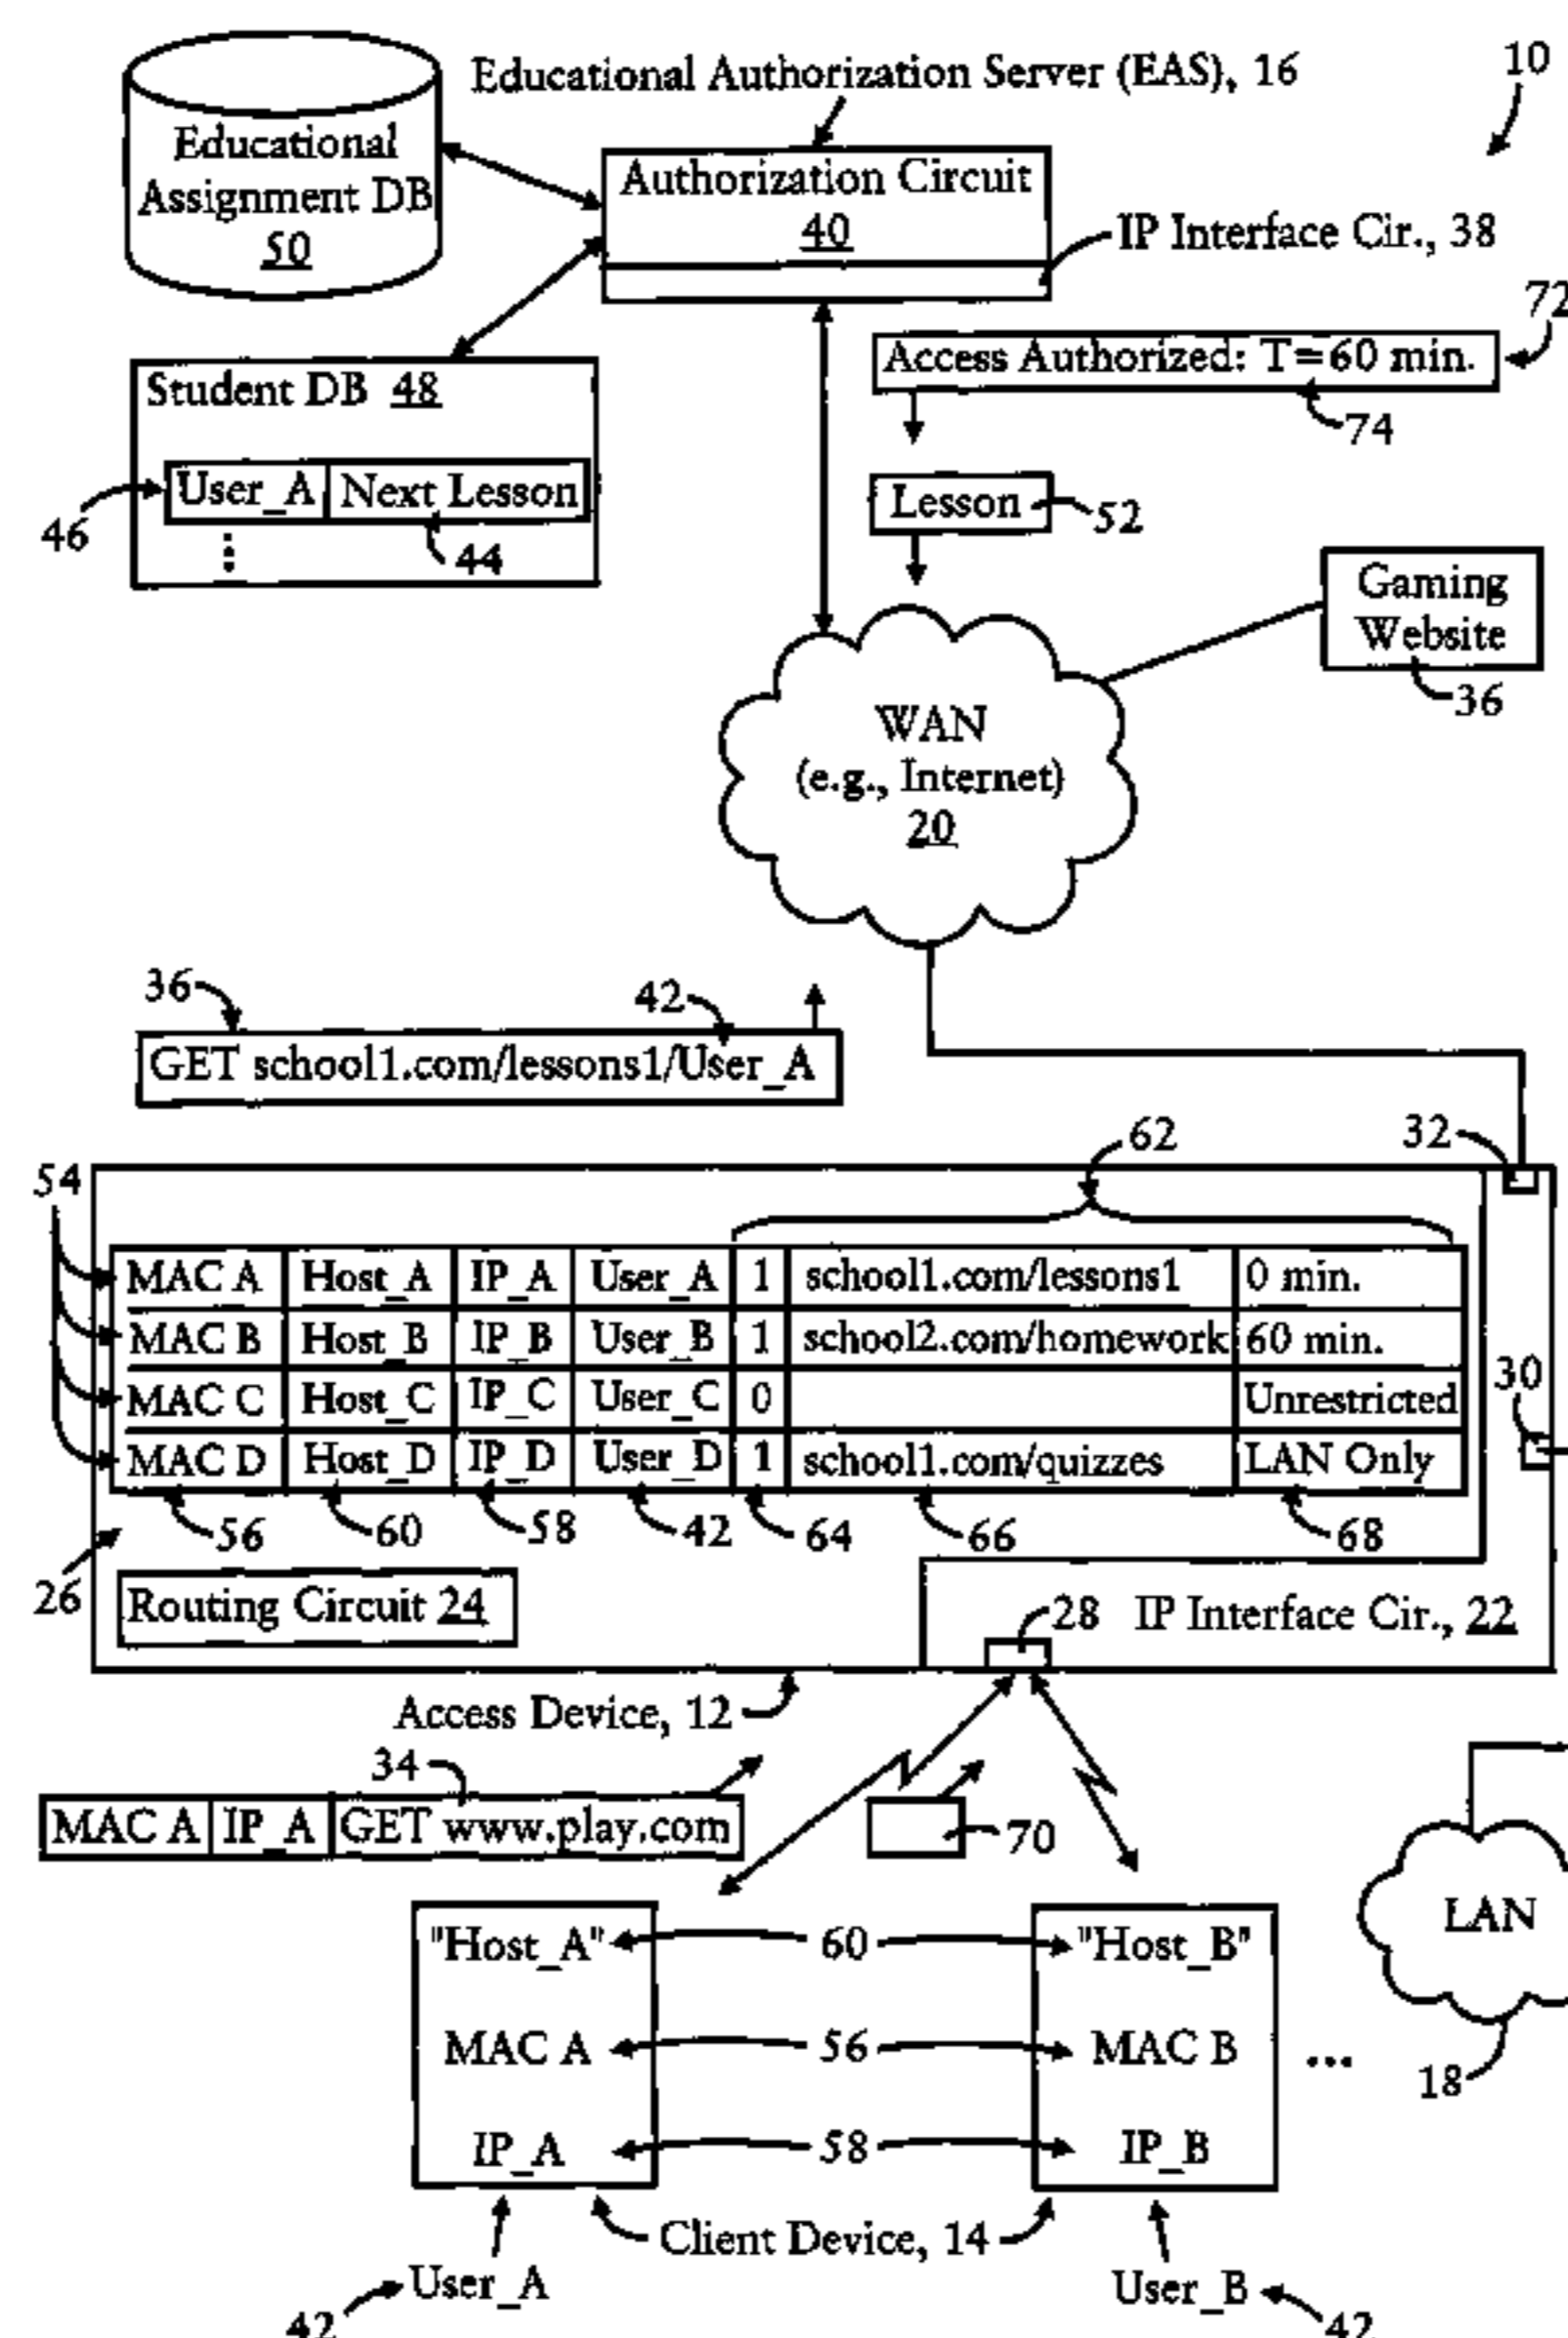 Educational Authorization Server (EAS), 16
10
Educational
Assignment DB
50
Authorization Circuit
40
IP Interface Cir., 38
72
Access Authorized: T=60 min.
74
Student DB 48
User_A Next Lesson
46
44
Lesson
52
Gaming
Website
36
WAN
(e.g., Internet)
20
36
42
GET school1.com/lessons1/User_A
62
32
54
MAC A Host_A IP_A User_A 1 school1.com/lessons1 0 min.
MAC B Host_B IP_B User_B 1 school2.com/homework 60 min.
MAC C Host_C IP_C User_C 0 Unrestricted
MAC D Host_D IP_D User_D 1 school1.com/quizzes LAN Only
30
56 60 58 42 64 66 68
26
Routing Circuit 24
28
IP Interface Cir., 22
Access Device, 12
34
MAC A IP_A GET www.play.com
70
"Host_A" 60 "Host_B"
LAN
MAC A 56 MAC B ...
18
IP_A 58 IP_B
Client Device, 14
User_A User_B
42 42